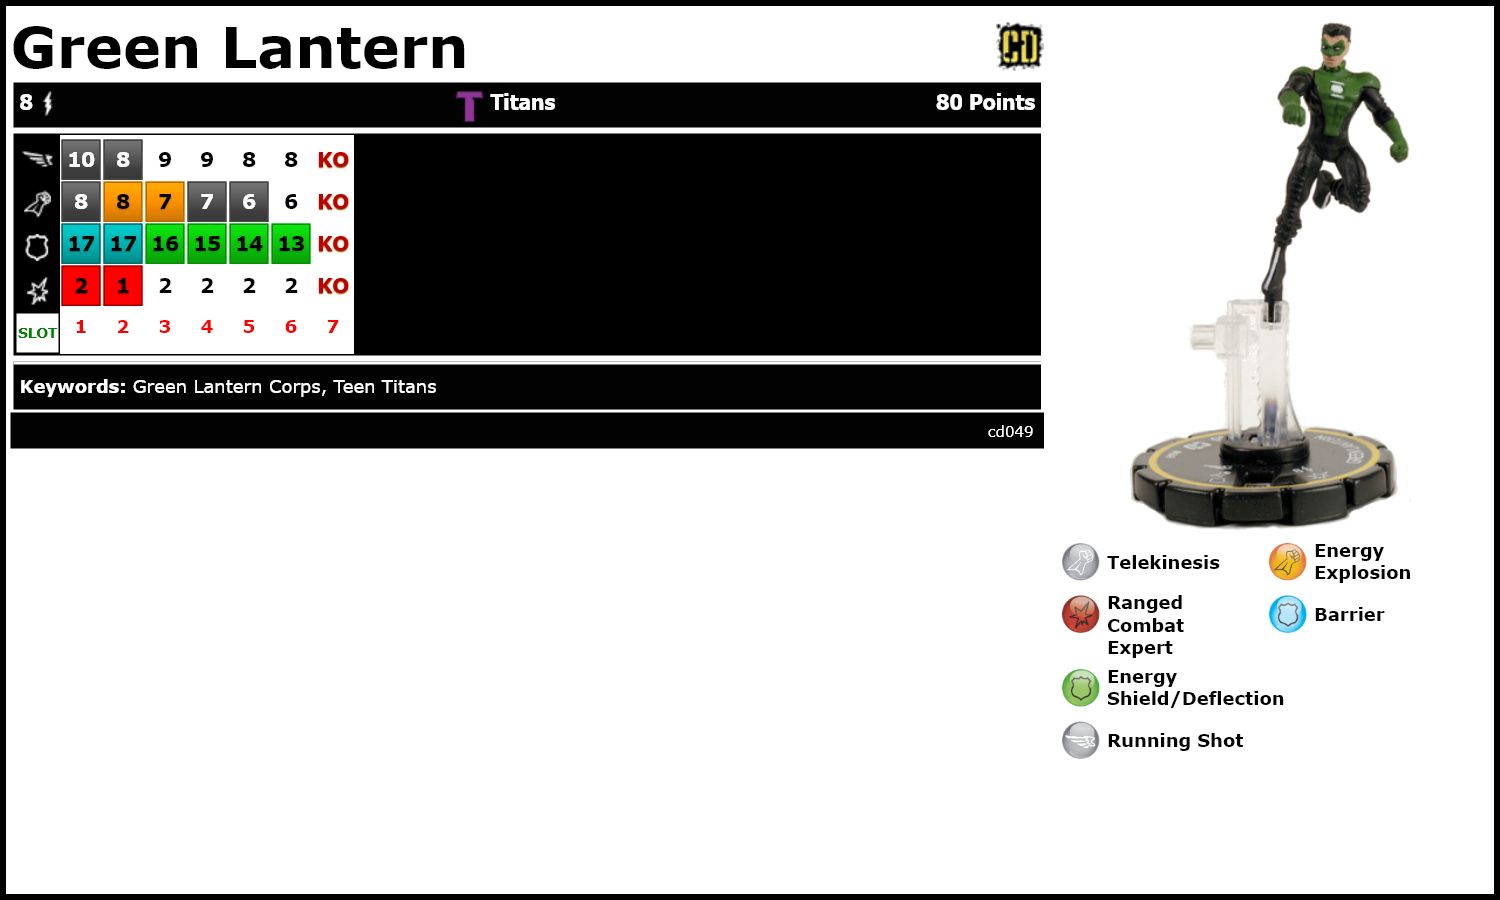 Green Lantern
CD
8 Titans 80 Points
10 8 9 9 8 8 KO
8 8 7 7 6 6 KO
17 17 16 15 14 13 KO
2 1 2 2 2 2 KO
SLOT 1 2 3 4 5 6 7
Keywords: Green Lantern Corps, Teen Titans
cd049
Telekinesis
Energy
Explosion
Ranged
Combat
Expert
Barrier
Energy
Shield/Deflection
Running Shot